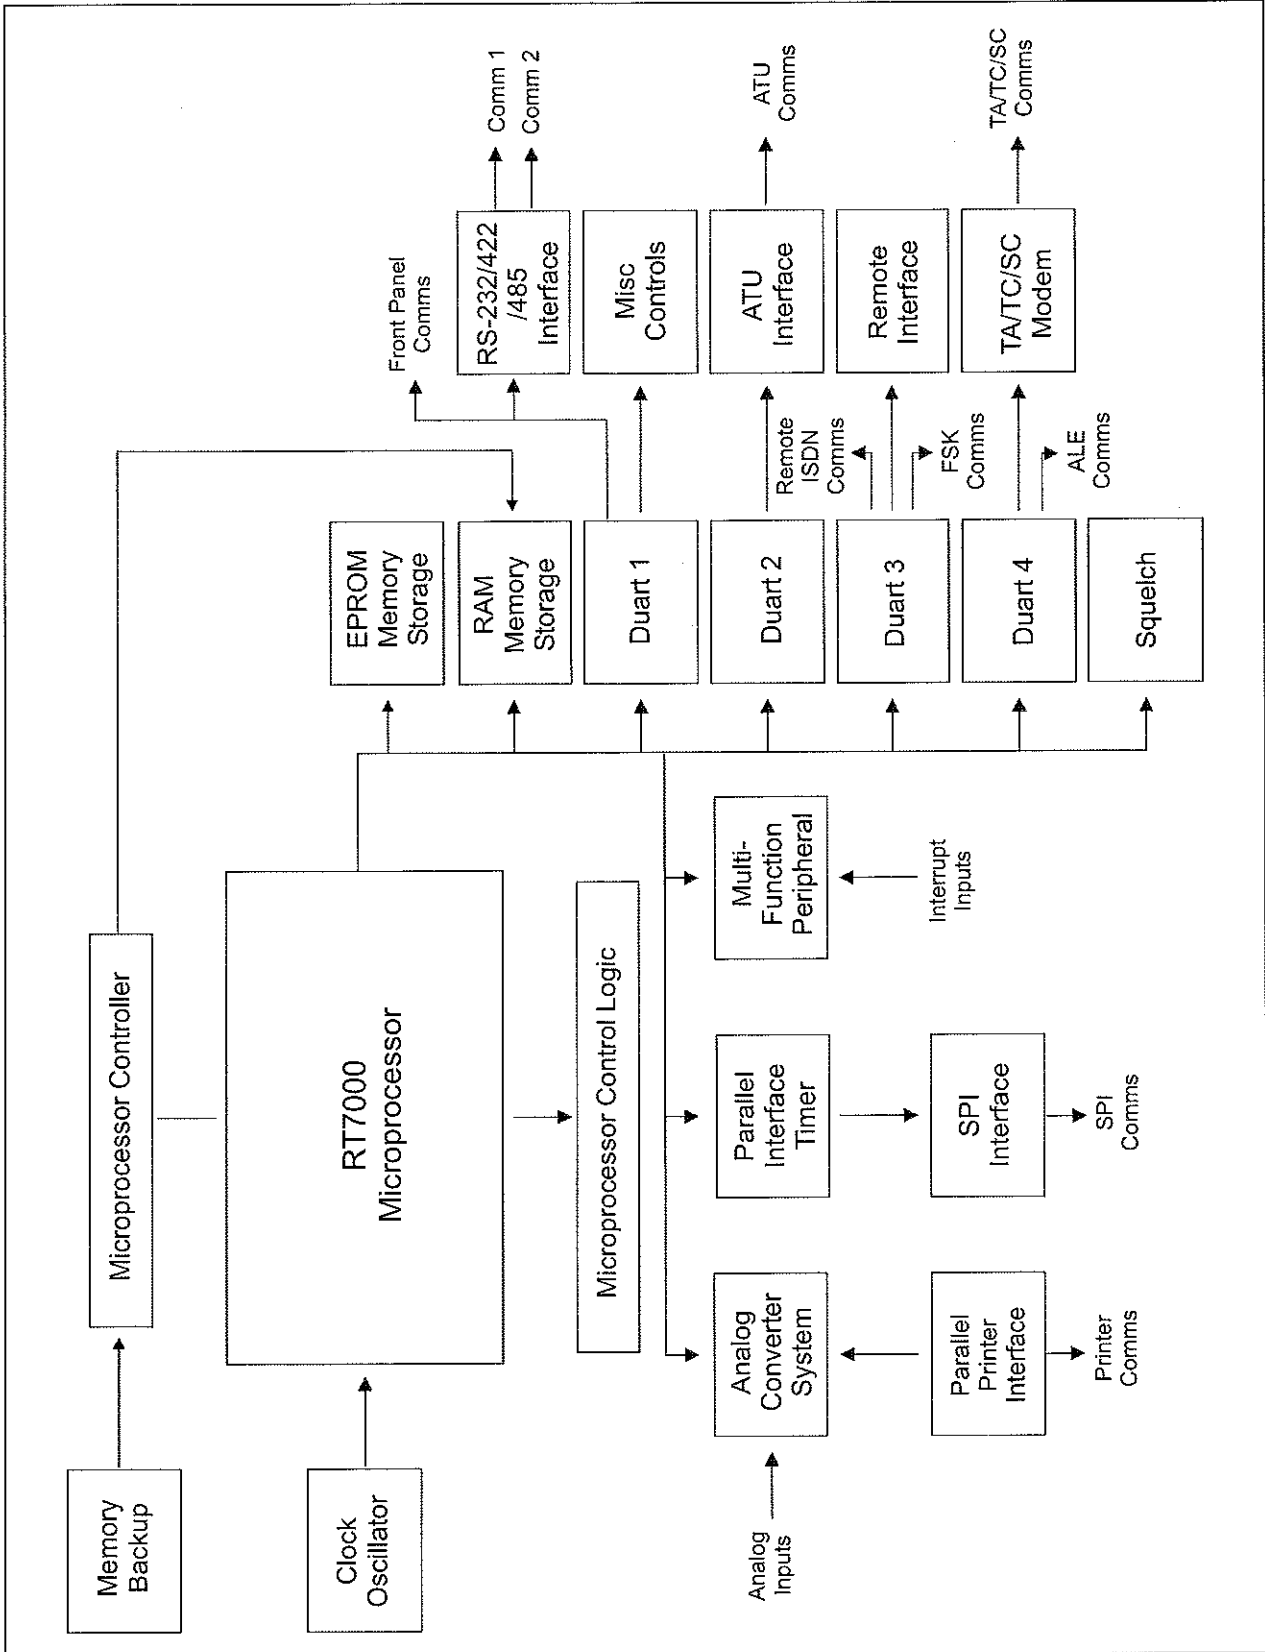 Memory
Backup
Microprocessor Controller
Clock
Oscillator
RT7000
Microprocessor
Microprocessor Control Logic
EPROM
Memory
Storage
RAM
Memory
Storage
Front Panel
Comms
RS-232/422
/485
Interface
Comm 1
Comm 2
Duart 1
Misc
Controls
Duart 2
ATU
Interface
ATU
Comms
Remote
ISDN
Comms
Duart 3
Remote
Interface
FSK
Comms
Duart 4
TA/TC/SC
Modem
TA/TC/SC
Comms
ALE
Comms
Squelch
Analog
Inputs
Analog
Converter
System
Parallel
Interface
Timer
Multi-
Function
Peripheral
Parallel
Printer
Interface
SPI
Interface
Interrupt
Inputs
Printer
Comms
SPI
Comms